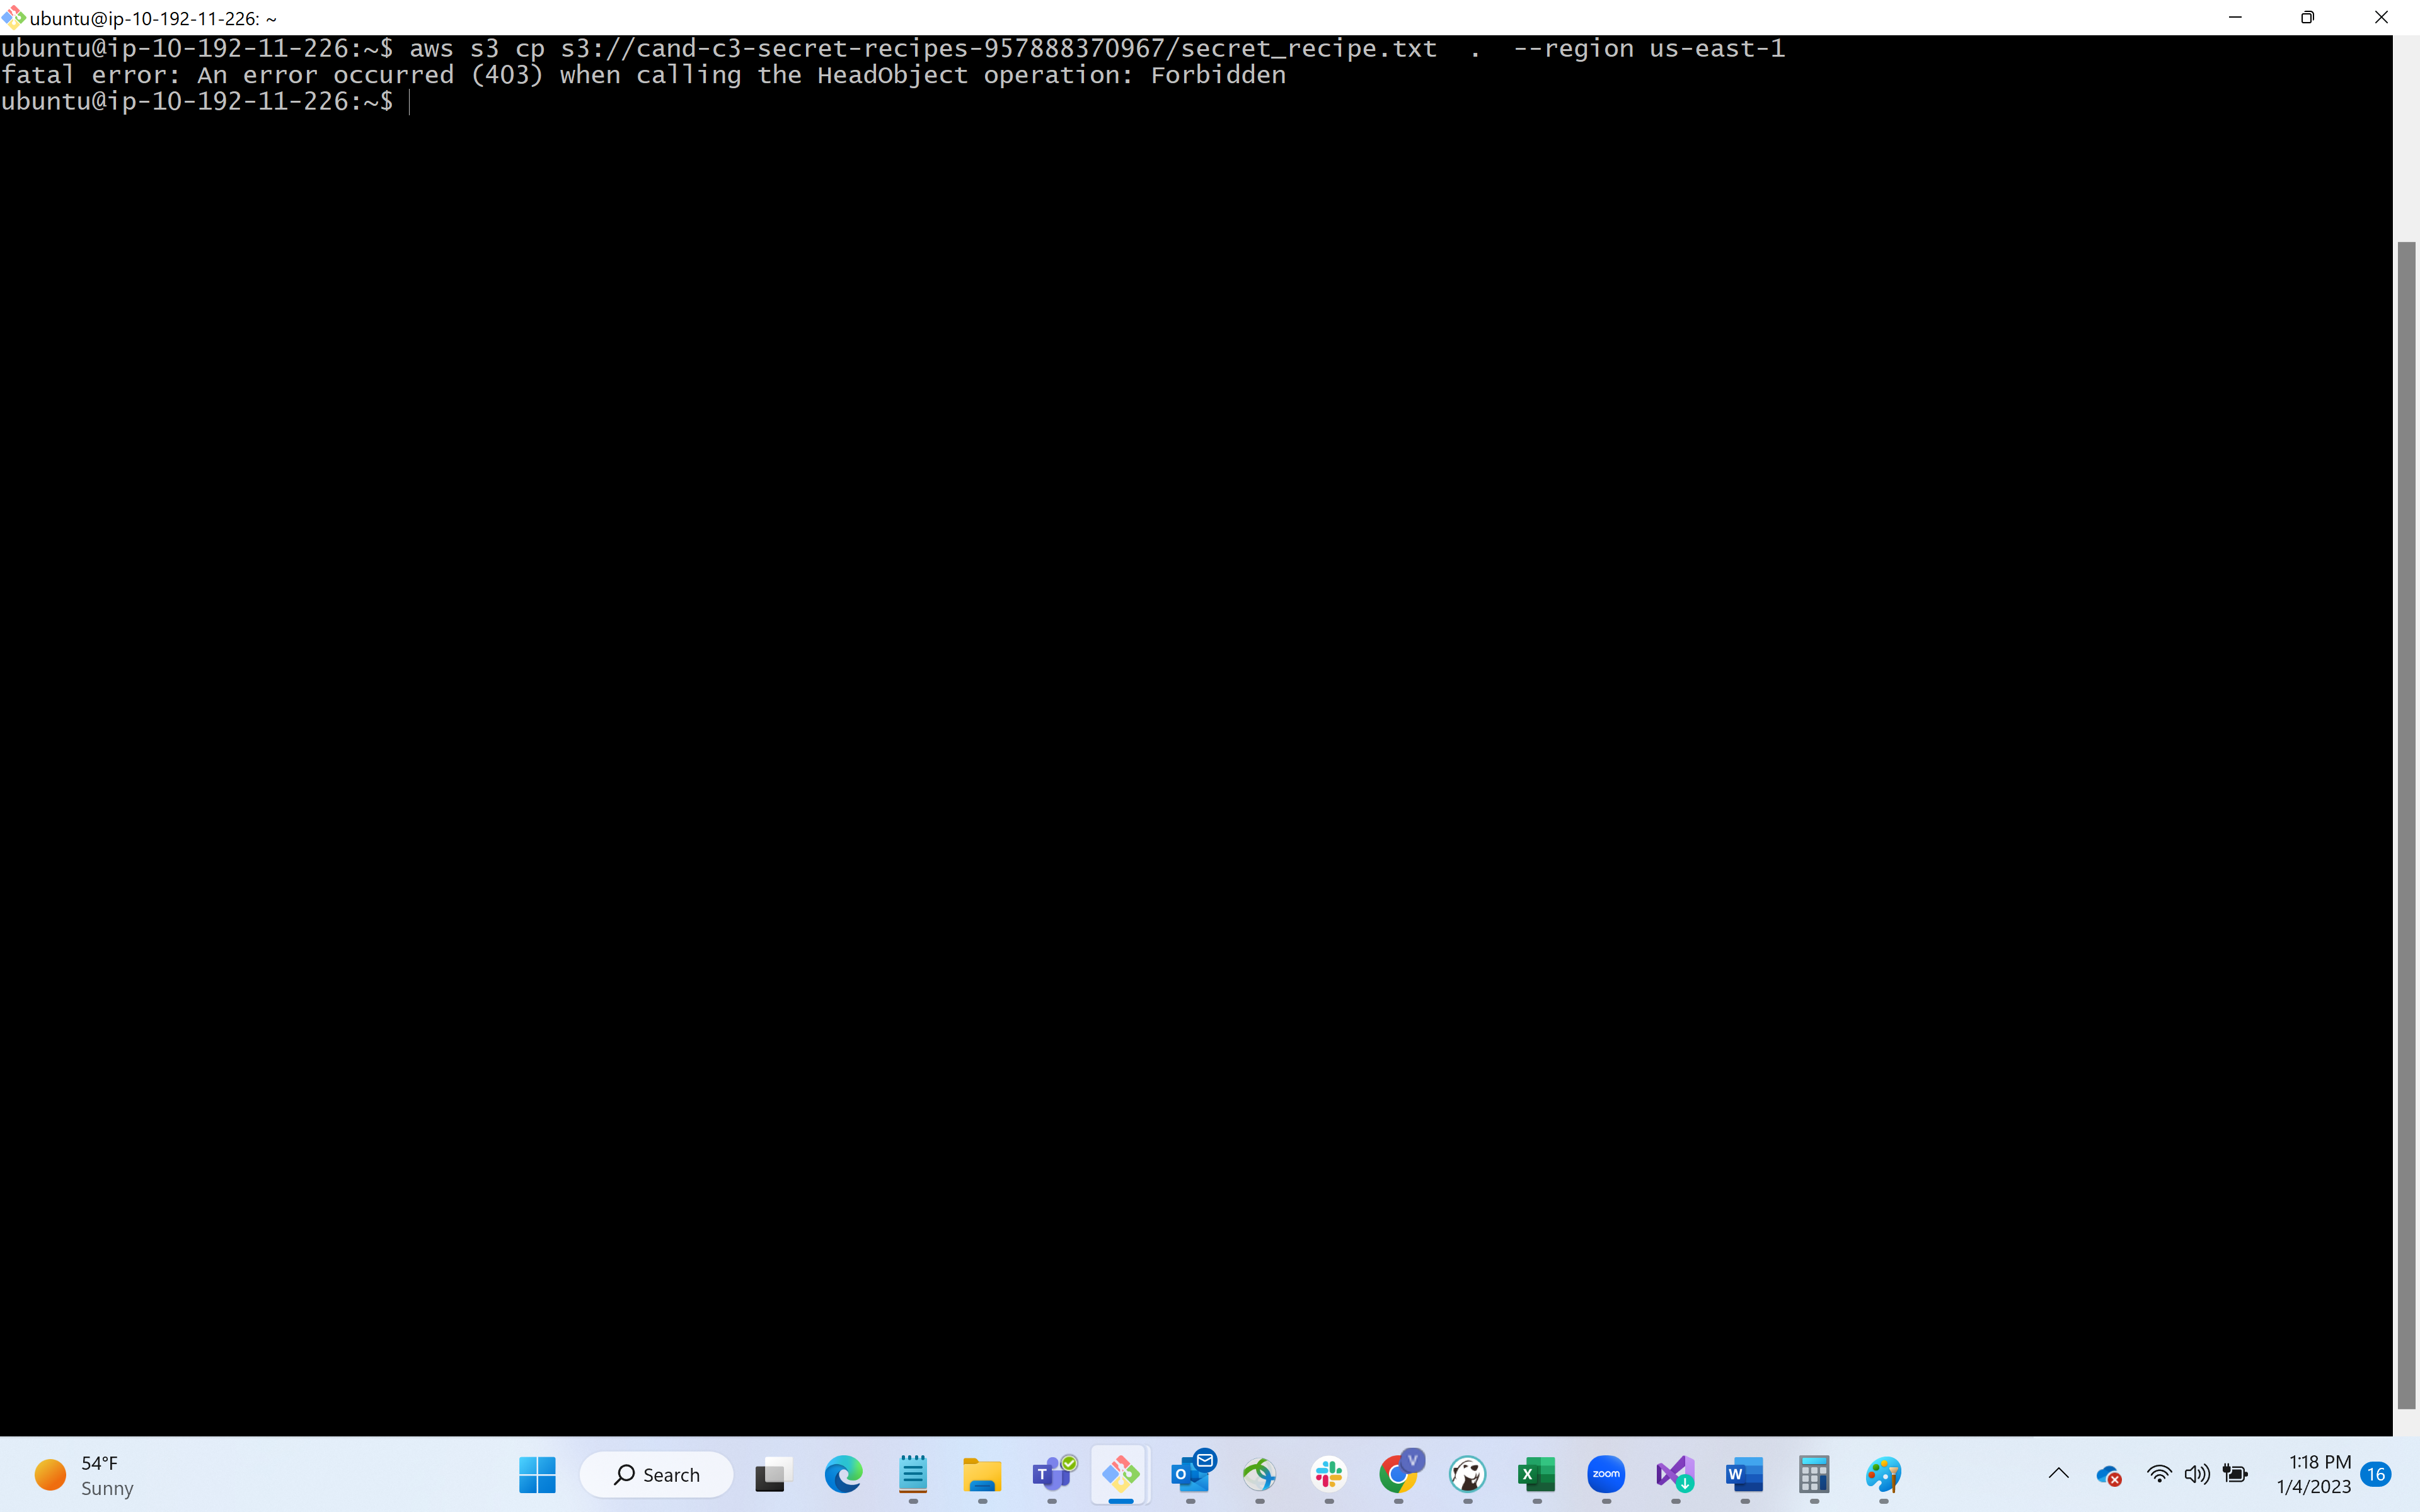 ubuntu@ip-10-192-11-226: ~
ubuntu@ip-10-192-11-226:~$ aws s3 cp s3://cand-c3-secret-recipes-957888370967/secret_recipe.txt  .  --region us-east-1
fatal error: An error occurred (403) when calling the HeadObject operation: Forbidden
ubuntu@ip-10-192-11-226:~$
54°F
Sunny
Search
T
O
V
X
zoom
W
1:18 PM
1/4/2023
16